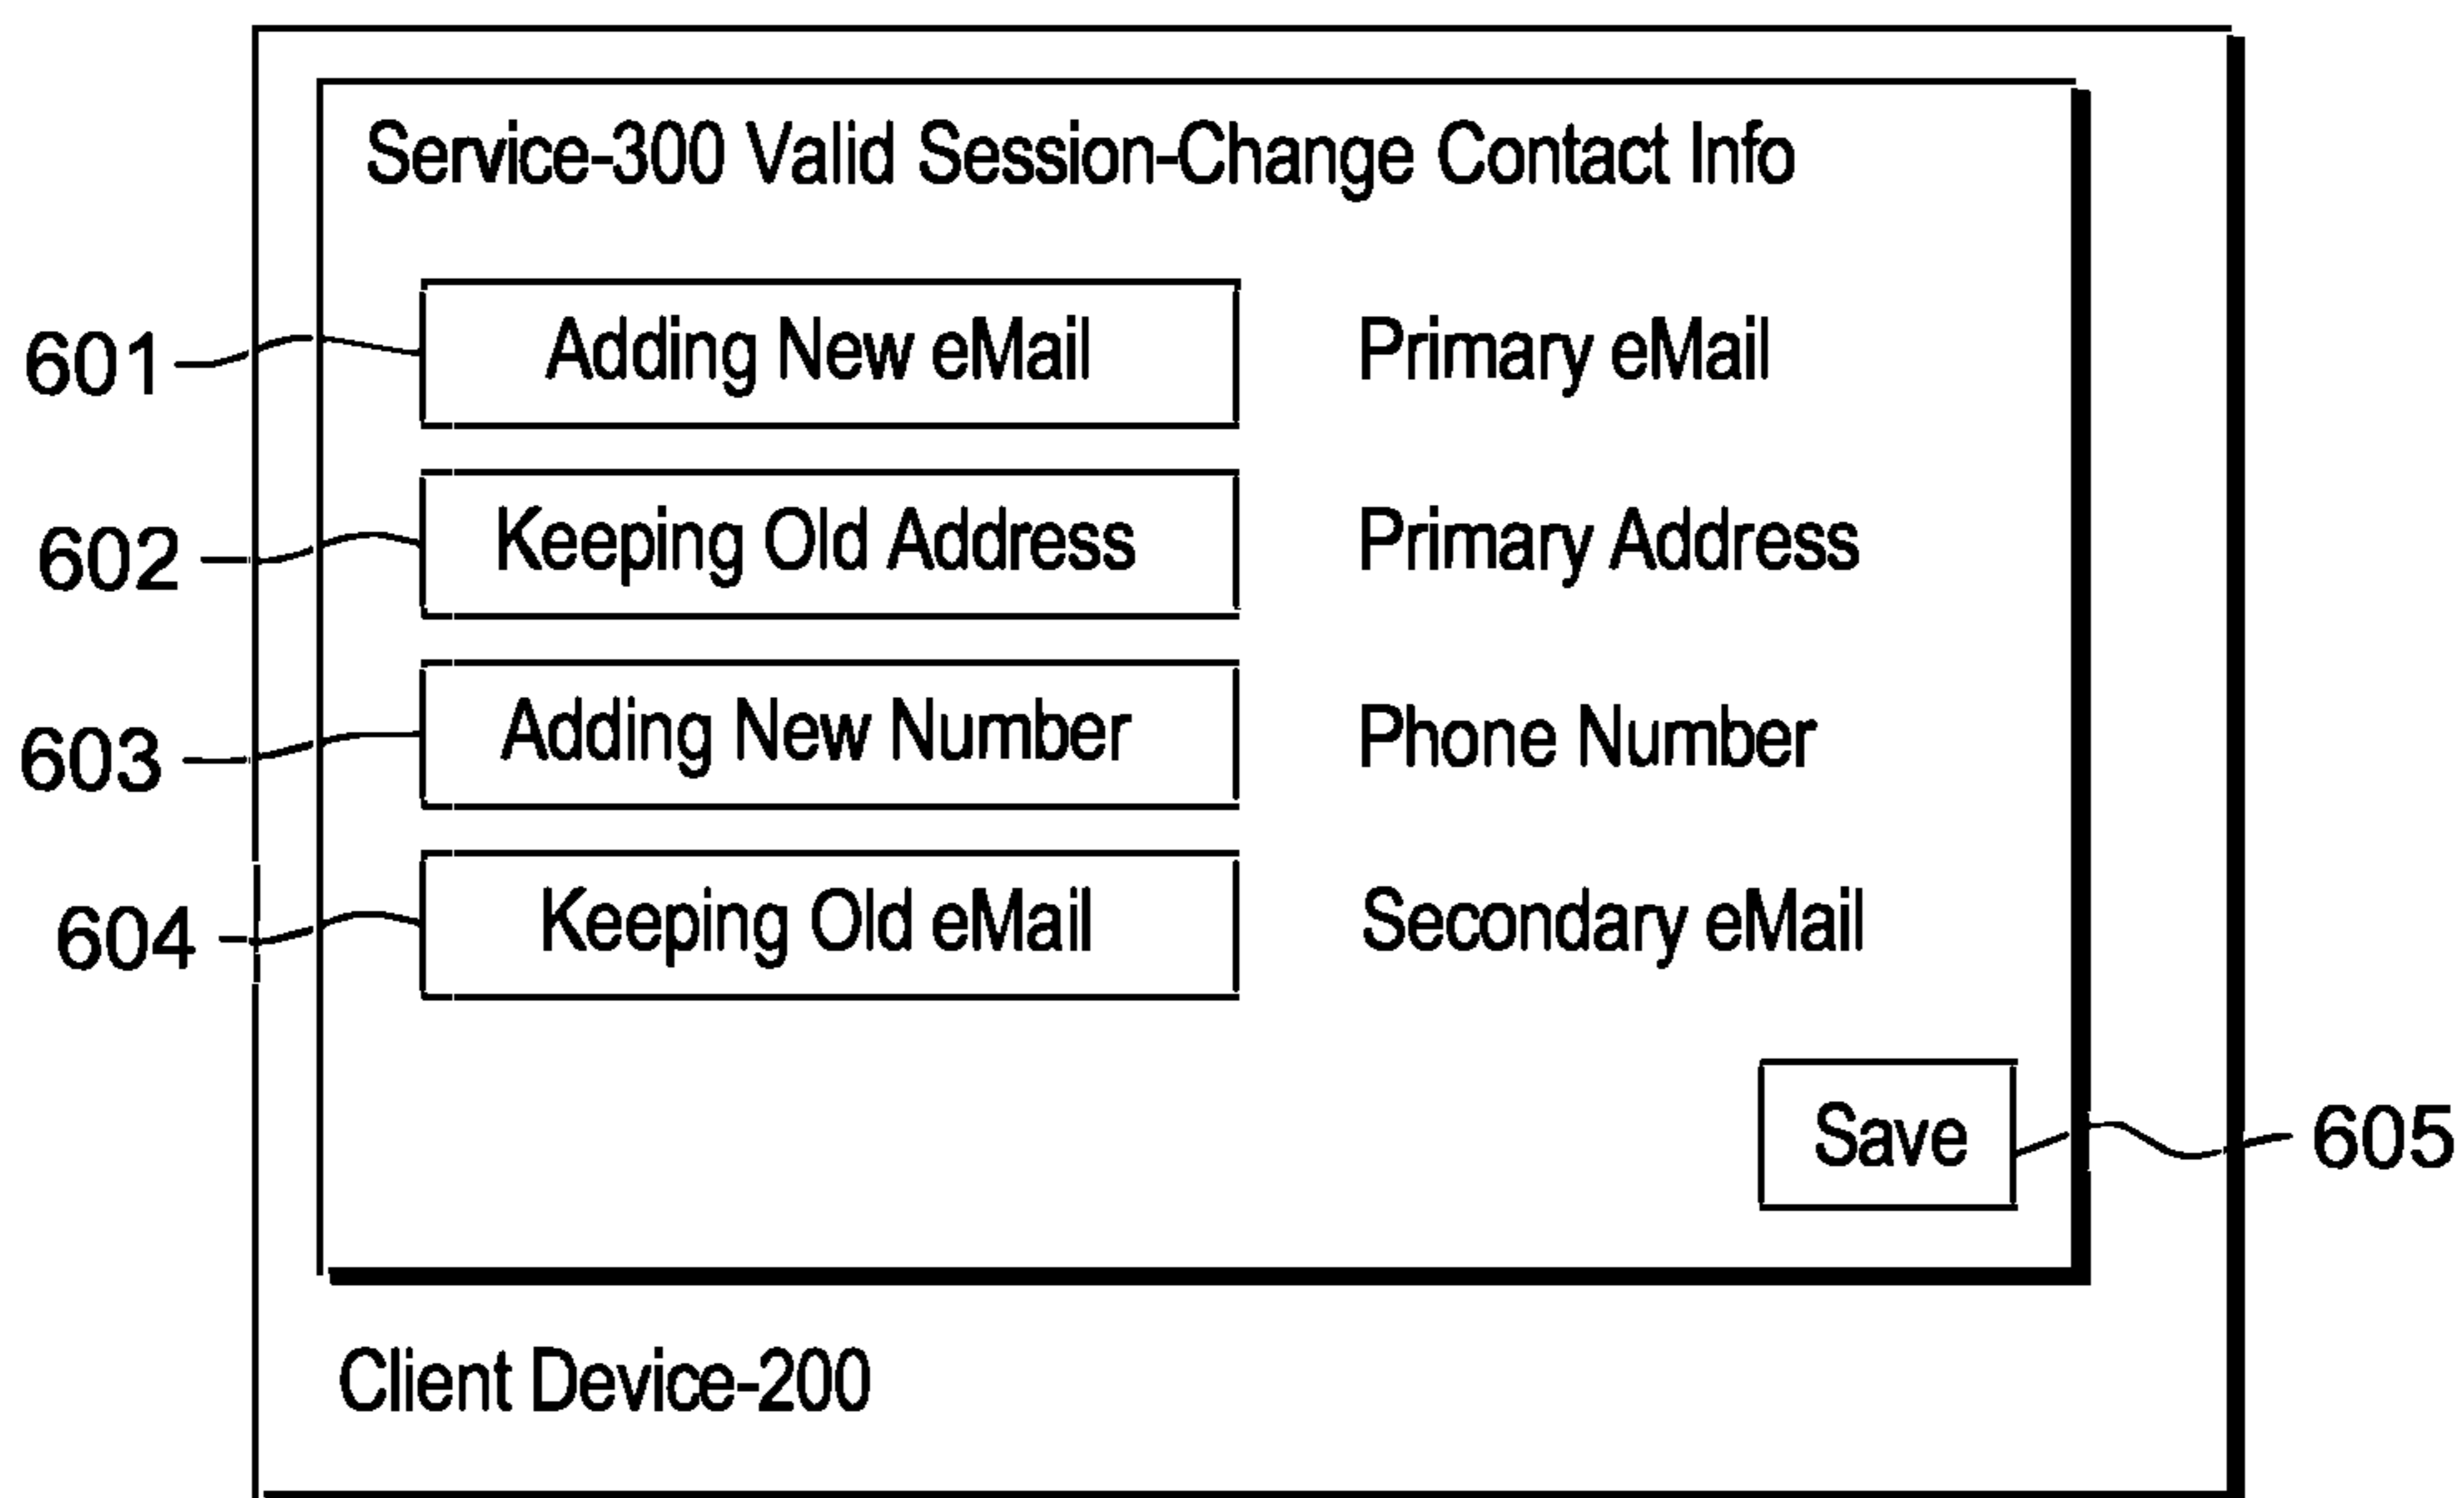 Service-300 Valid Session-Change Contact Info
601 Adding New eMail Primary eMail
602 Keeping Old Address Primary Address
603 Adding New Number Phone Number
604 Keeping Old eMail Secondary eMail
Save 605
Client Device-200